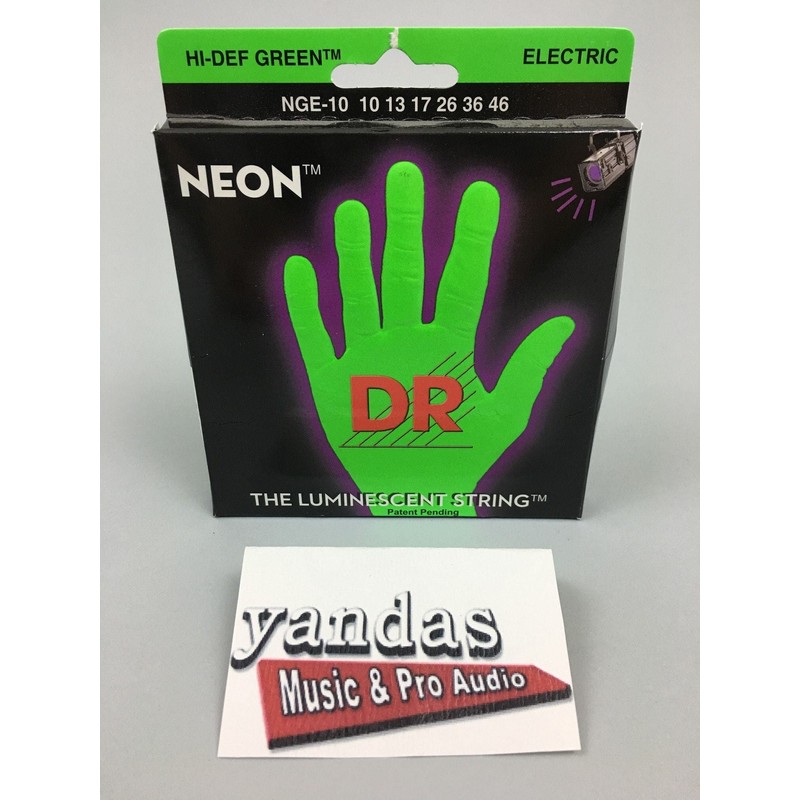 HI-DEF GREEN™ ELECTRIC
NGE-10 10 13 17 26 36 46
NEON™
DR
THE LUMINESCENT STRING™
Patent Pending
yandas
Music & Pro Audio